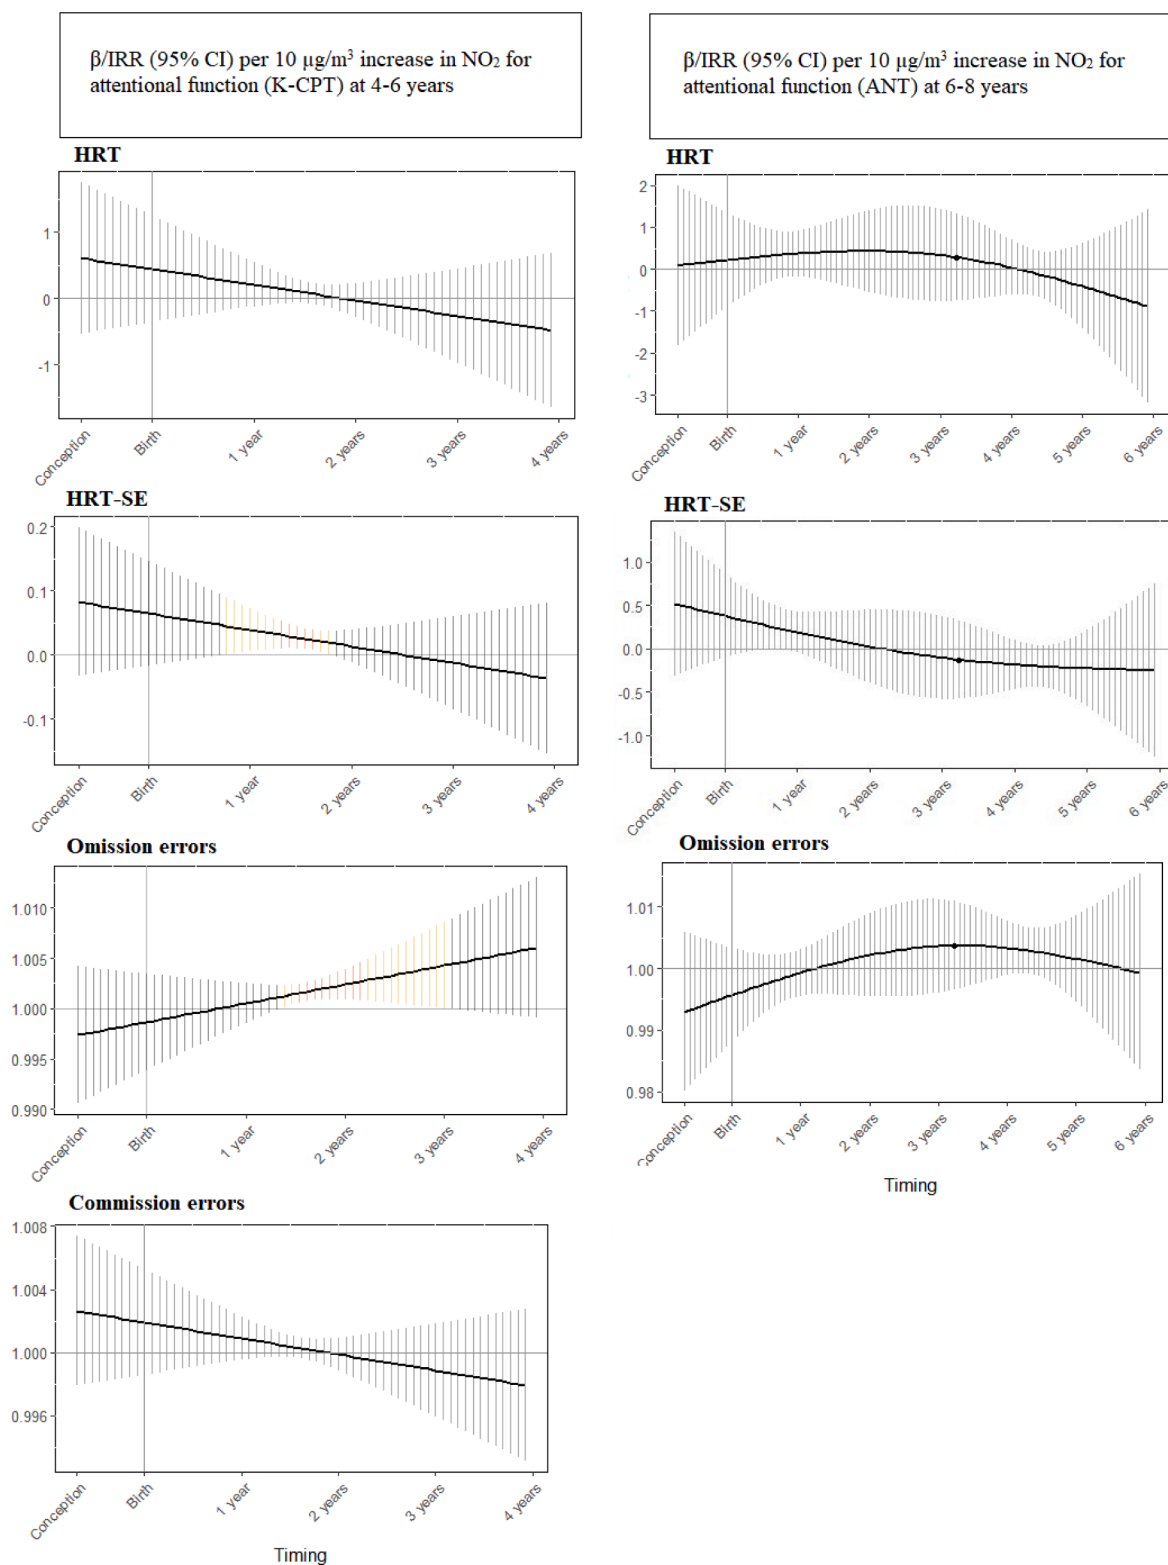 β/IRR (95% CI) per 10 µg/m³ increase in NO₂ for
attentional function (K-CPT) at 4-6 years
HRT
1
0
-1
Conception
Birth
1 year
2 years
3 years
4 years
HRT-SE
0.2
0.1
0.0
-0.1
Conception
Birth
1 year
2 years
3 years
4 years
Omission errors
1.010
1.005
1.000
0.995
0.990
Conception
Birth
1 year
2 years
3 years
4 years
Commission errors
1.008
1.004
1.000
0.996
Conception
Birth
1 year
2 years
3 years
4 years
Timing
β/IRR (95% CI) per 10 µg/m³ increase in NO₂ for
attentional function (ANT) at 6-8 years
HRT
2
1
0
-1
-2
-3
Conception
Birth
1 year
2 years
3 years
4 years
5 years
6 years
HRT-SE
1.0
0.5
0.0
-0.5
-1.0
Conception
Birth
1 year
2 years
3 years
4 years
5 years
6 years
Omission errors
1.01
1.00
0.99
0.98
Conception
Birth
1 year
2 years
3 years
4 years
5 years
6 years
Timing